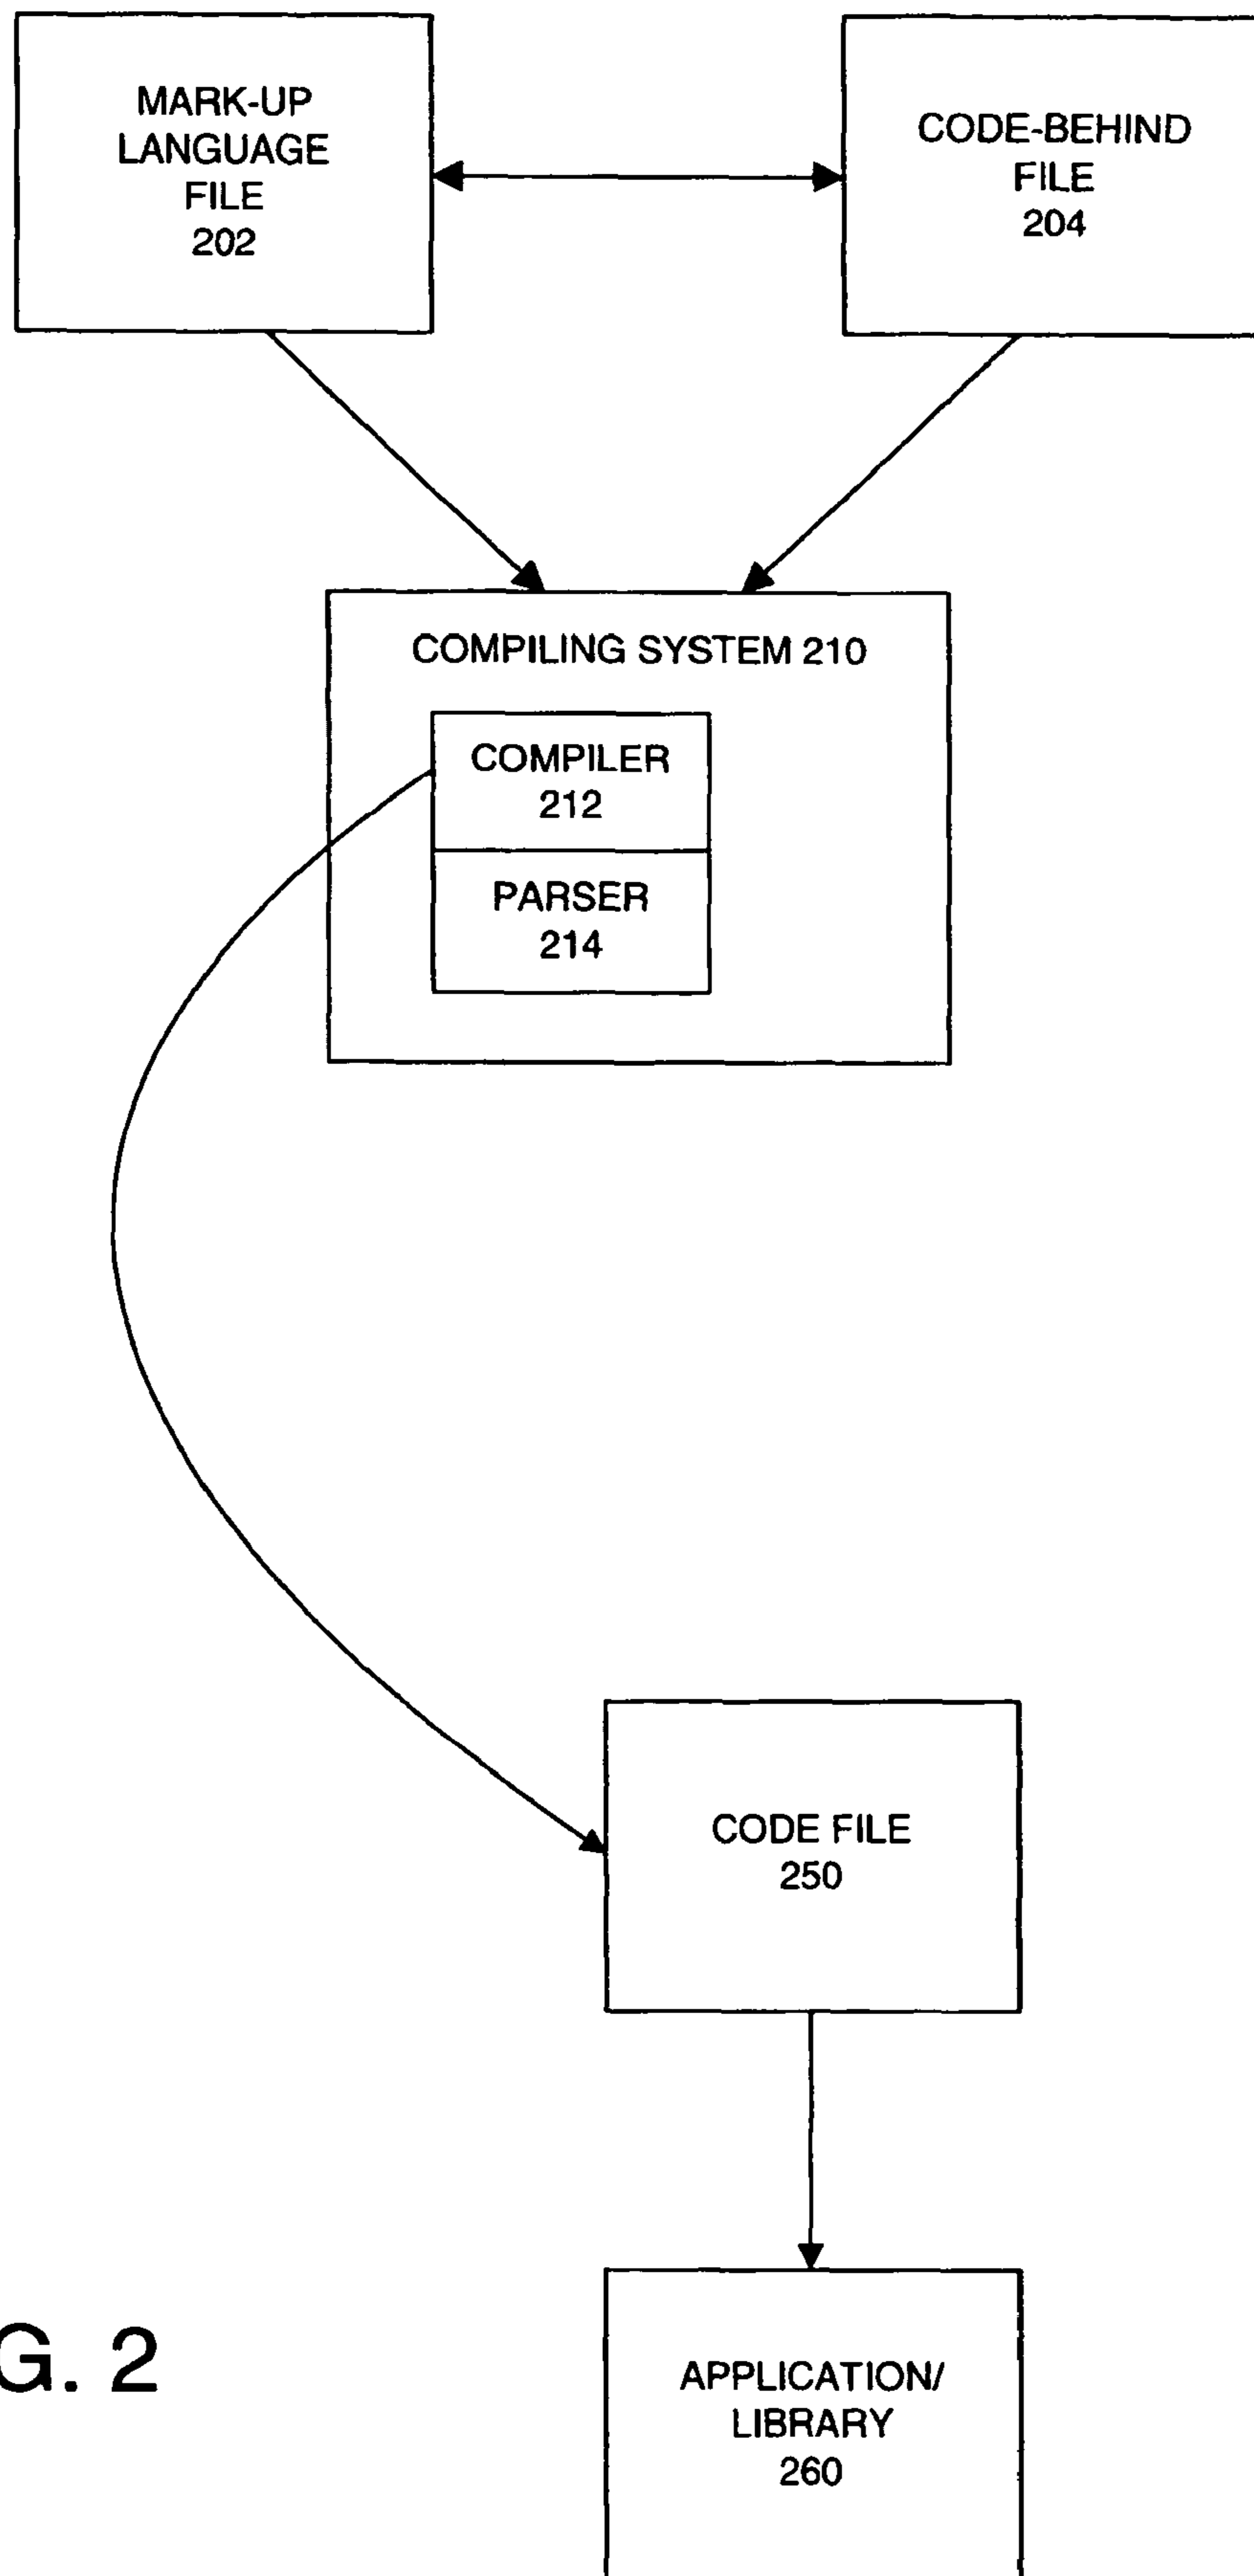 MARK-UP
LANGUAGE
FILE
202
CODE-BEHIND
FILE
204
COMPILING SYSTEM 210
COMPILER
212
PARSER
214
CODE FILE
250
G. 2
APPLICATION/
LIBRARY
260